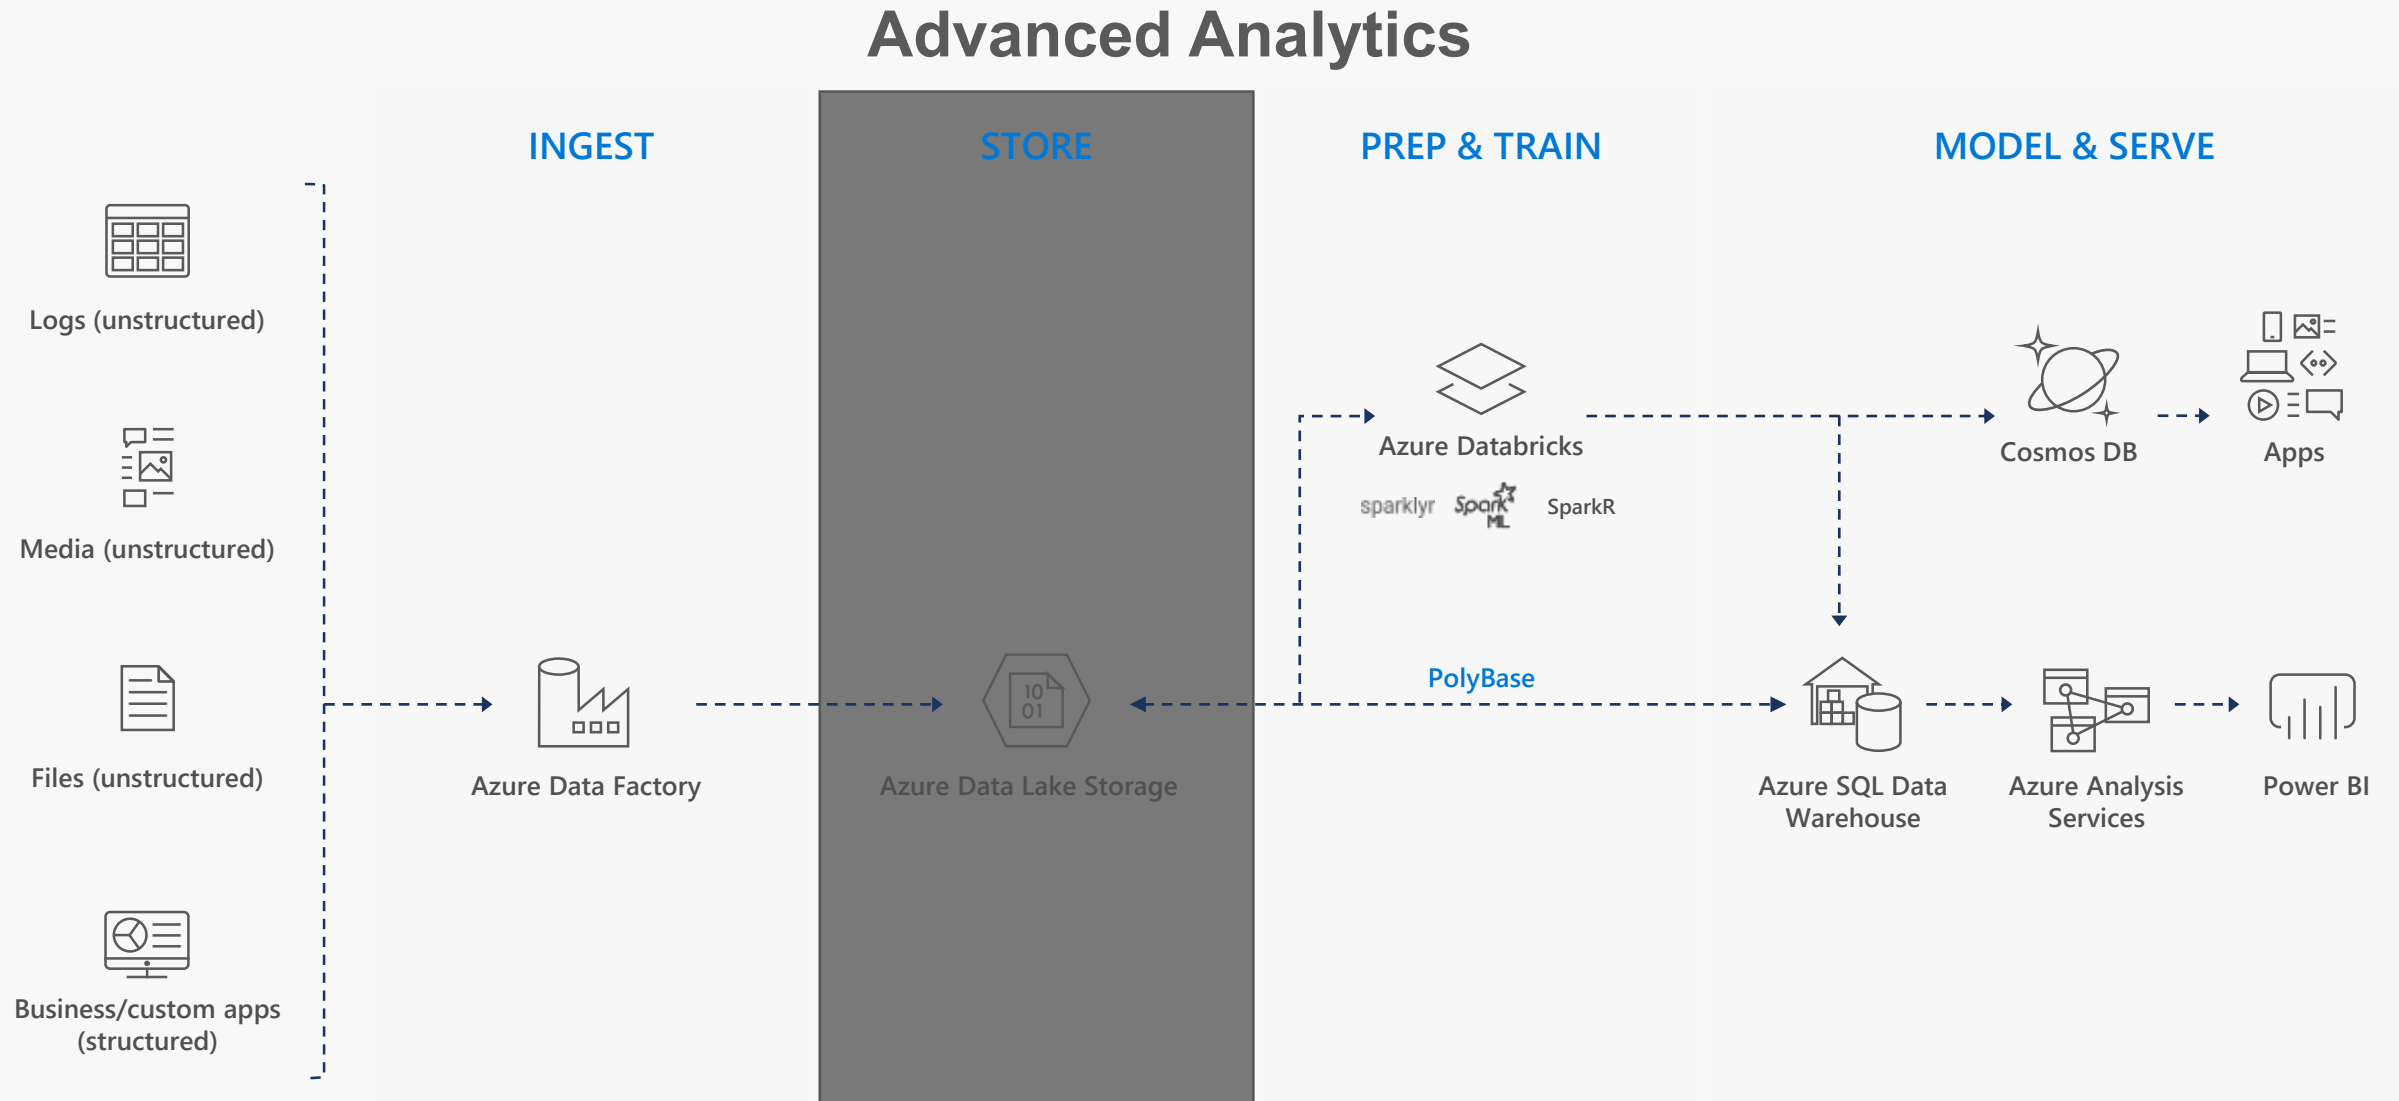 Advanced Analytics
INGEST
STORE
PREP & TRAIN
MODEL & SERVE
Logs (unstructured)
Media (unstructured)
Files (unstructured)
Business/custom apps
(structured)
Azure Data Factory
10
01
Azure Data Lake Storage
Azure Databricks
sparklyr
Spark
ML
SparkR
PolyBase
Cosmos DB
Apps
Azure SQL Data
Warehouse
Azure Analysis
Services
Power BI